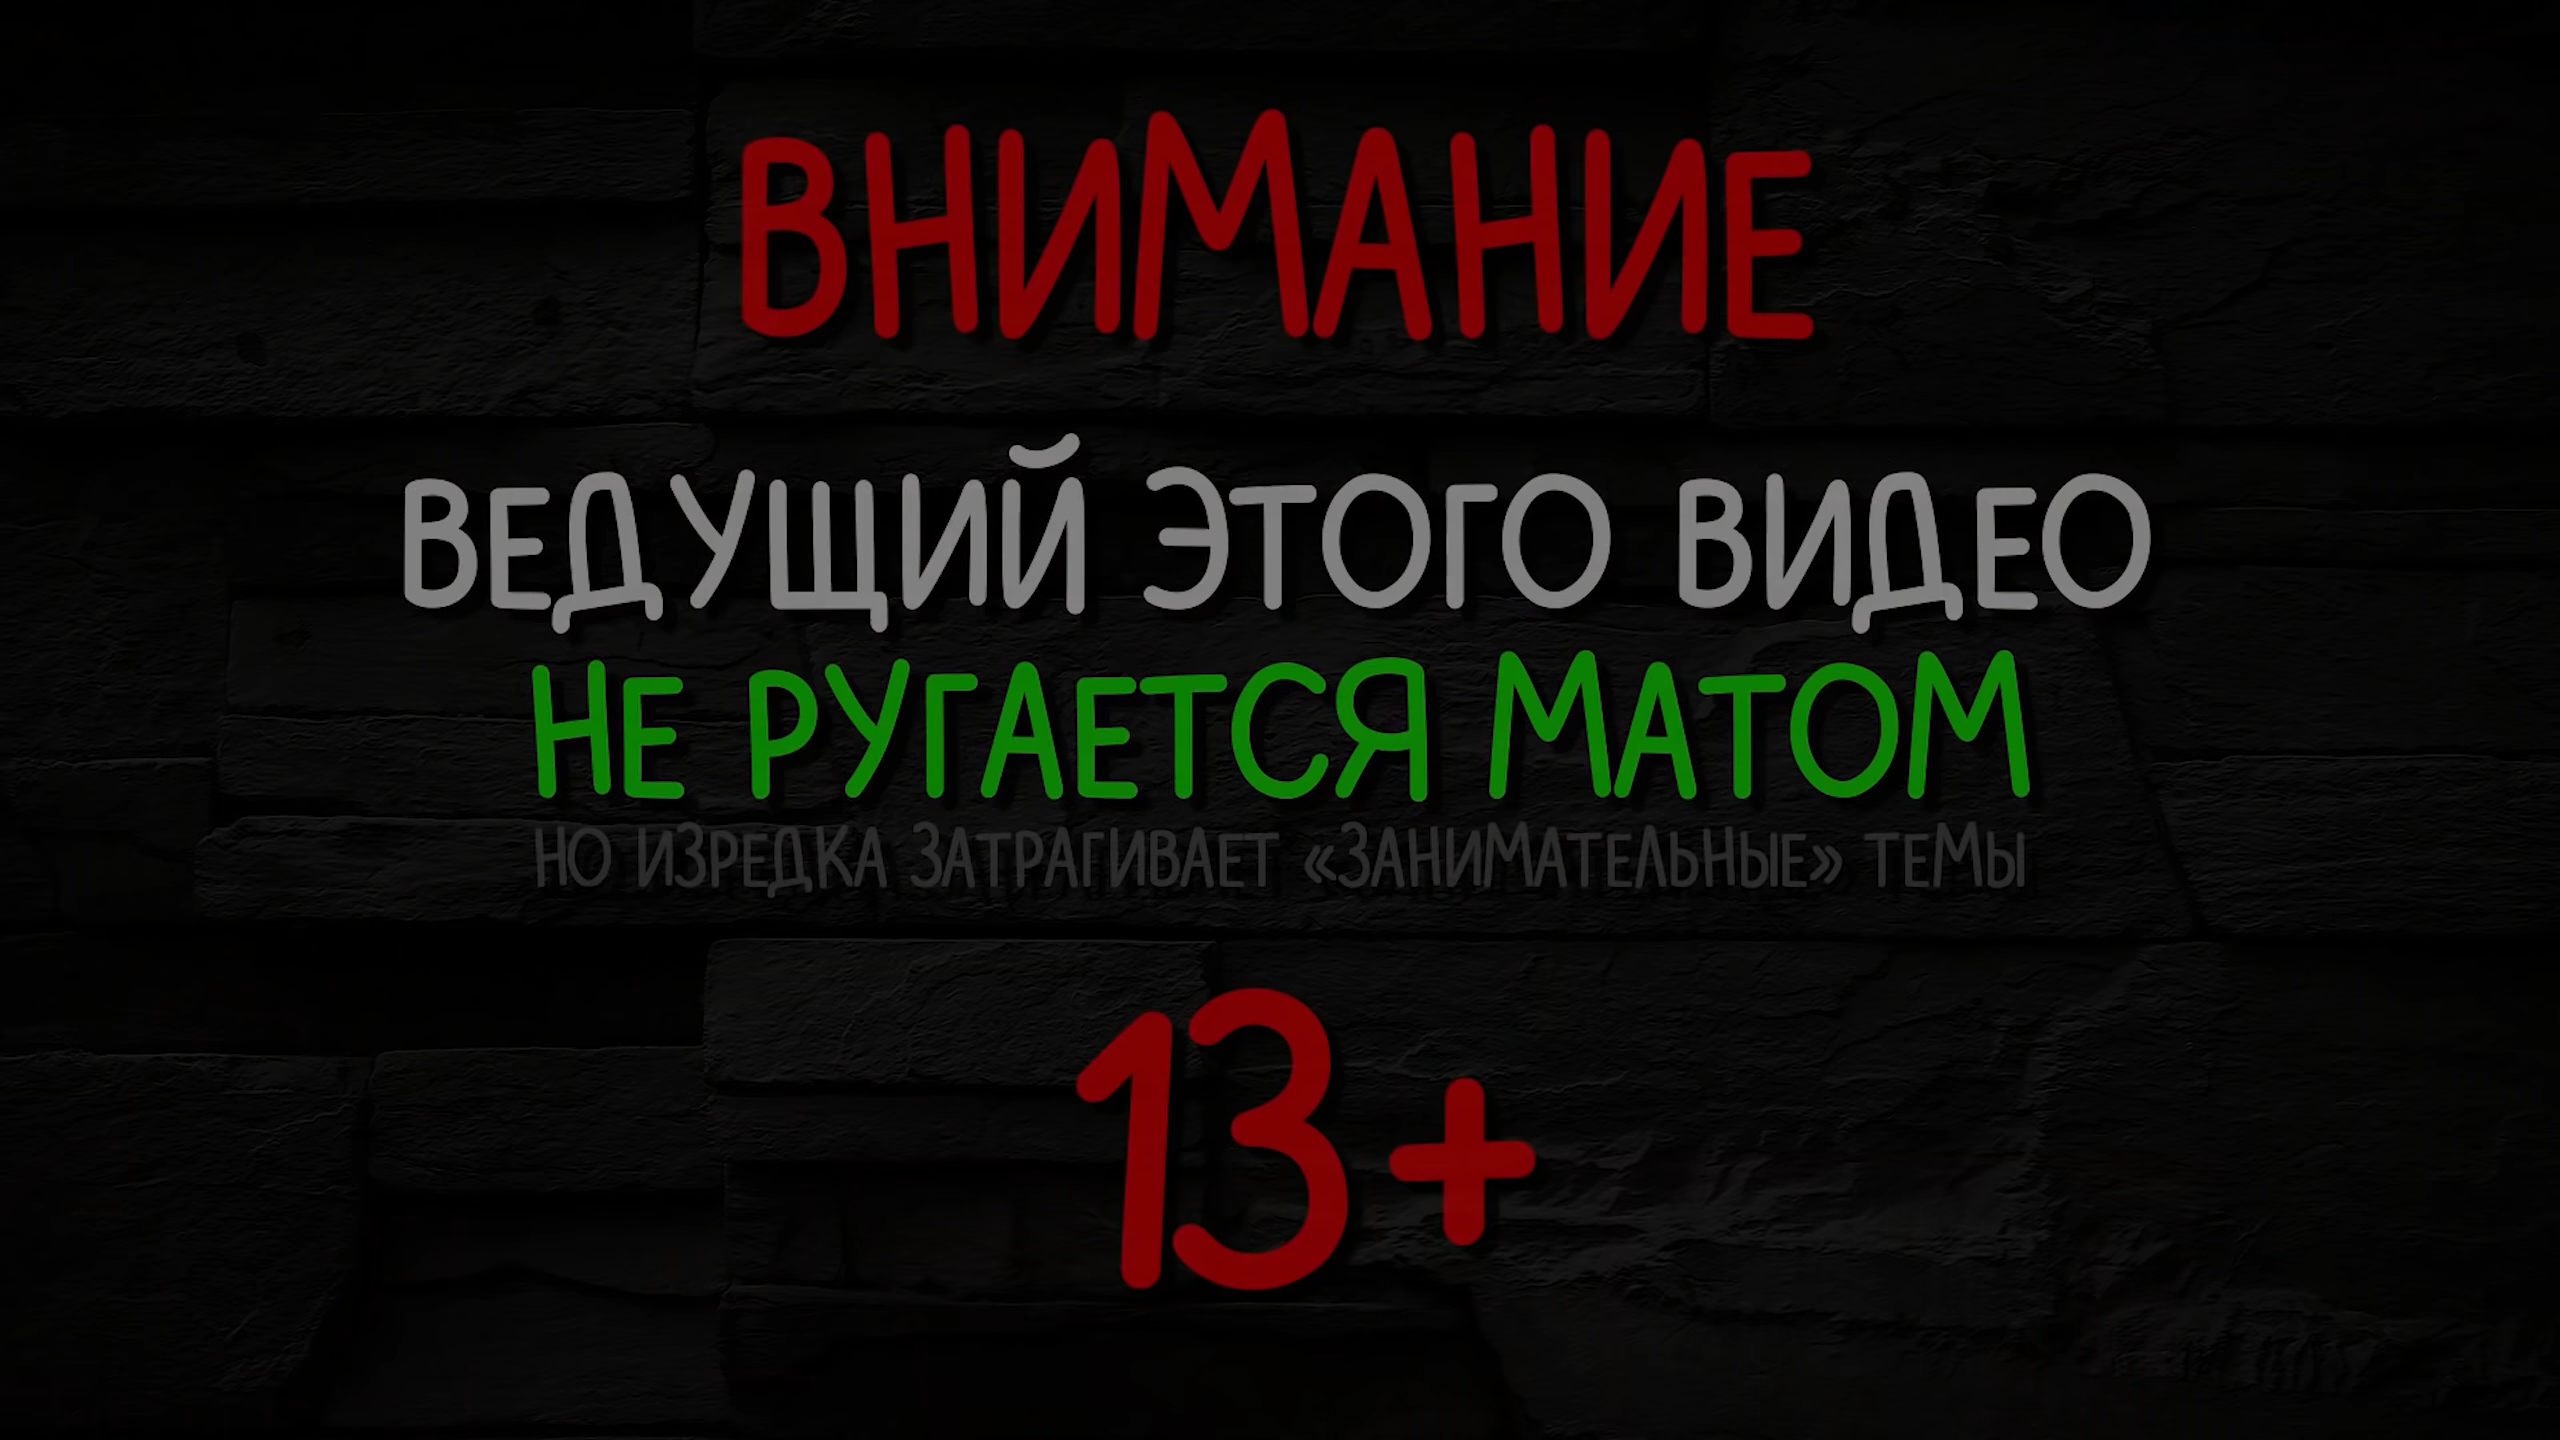 ВНИМАНИЕ
ВЕДУЩИЙ ЭТОГО ВИДЕО
НЕ РУГАЕТСЯ МАТОМ
НО ИЗРЕДКА ЗАТРАГИВАЕТ «ЗАНИМАТЕЛЬНЫЕ» ТЕМЫ
13+